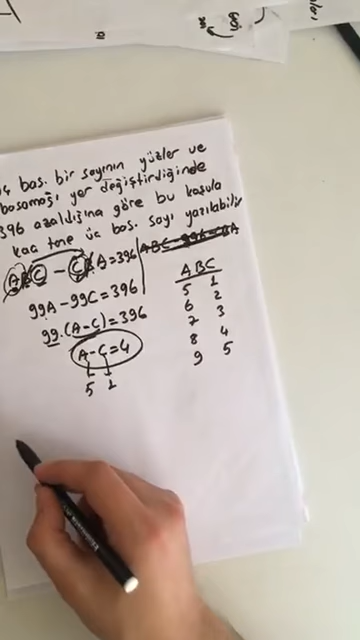 üç bas. bir sayının yüzler ve
basamağı yer değiştirdiğinde
396 azaldığına göre bu koşula
kaç tane üç bas. sayı yazılabilir
ABC - CBA = 396
99A - 99C = 396
99.(A-C) = 396
A-C=4
5 1
ABC
5 1
6 2
7 3
8 4
9 5